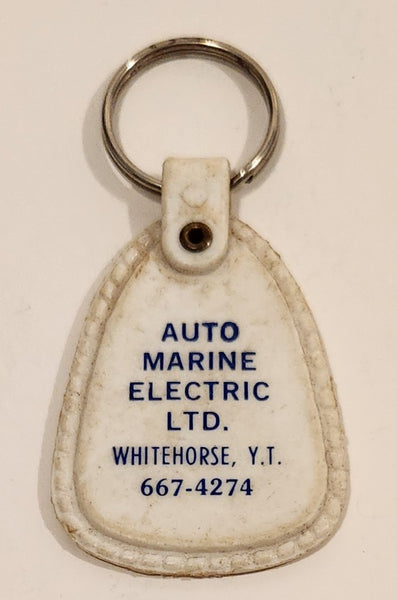 AUTO
MARINE
ELECTRIC
LTD.
WHITEHORSE, Y.T.
667-4274